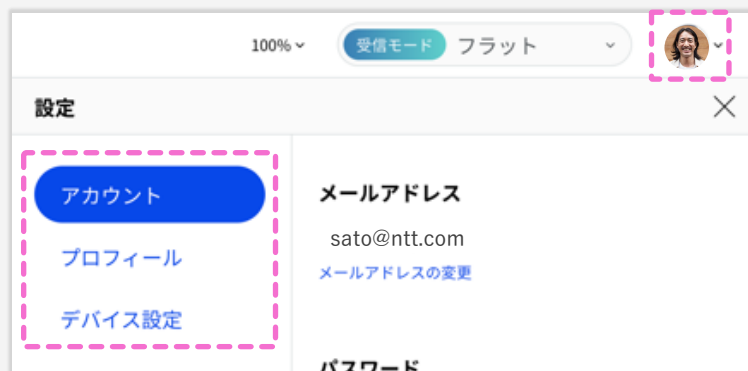 100%
受信モード フラット
設定
アカウント
プロフィール
デバイス設定
メールアドレス
sato@ntt.com
メールアドレスの変更
パスワード